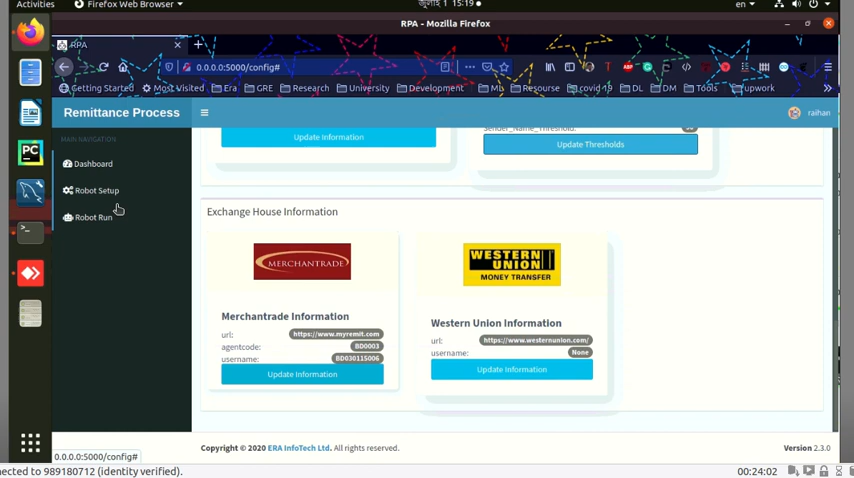 Activities Firefox Web Browser জুলাই 1 15:19 en
RPA - Mozilla Firefox
RPA
0.0.0.0:5000/config#
Getting Started Most Visited Era GRE Research University Development ML Resourse covid 19 DL DM Tools upwork
Remittance Process raihan
MAIN NAVIGATION
Dashboard
Robot Setup
Robot Run
Update Information
Sender_Name_Threshold:
Update Thresholds
Exchange House Information
MERCHANTRADE
WESTERN
UNION
MONEY TRANSFER
Merchantrade Information
url: https://www.myremit.com
agentcode: BD0003
username: BD030115006
Update Information
Western Union Information
url: https://www.westernunion.com/
username: None
Update Information
Copyright © 2020 ERA InfoTech Ltd. All rights reserved. Version 2.3.0
0.0.0.0:5000/config#
nected to 989180712 (identity verified). 00:24:02